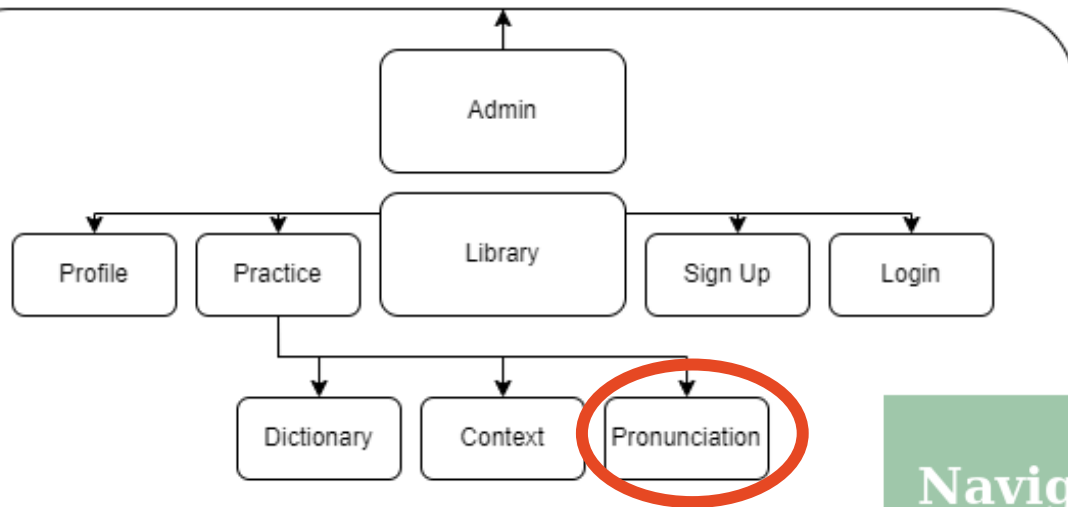 Admin
Library
Profile
Practice
Sign Up
Login
Dictionary
Context
Pronunciation
Navig